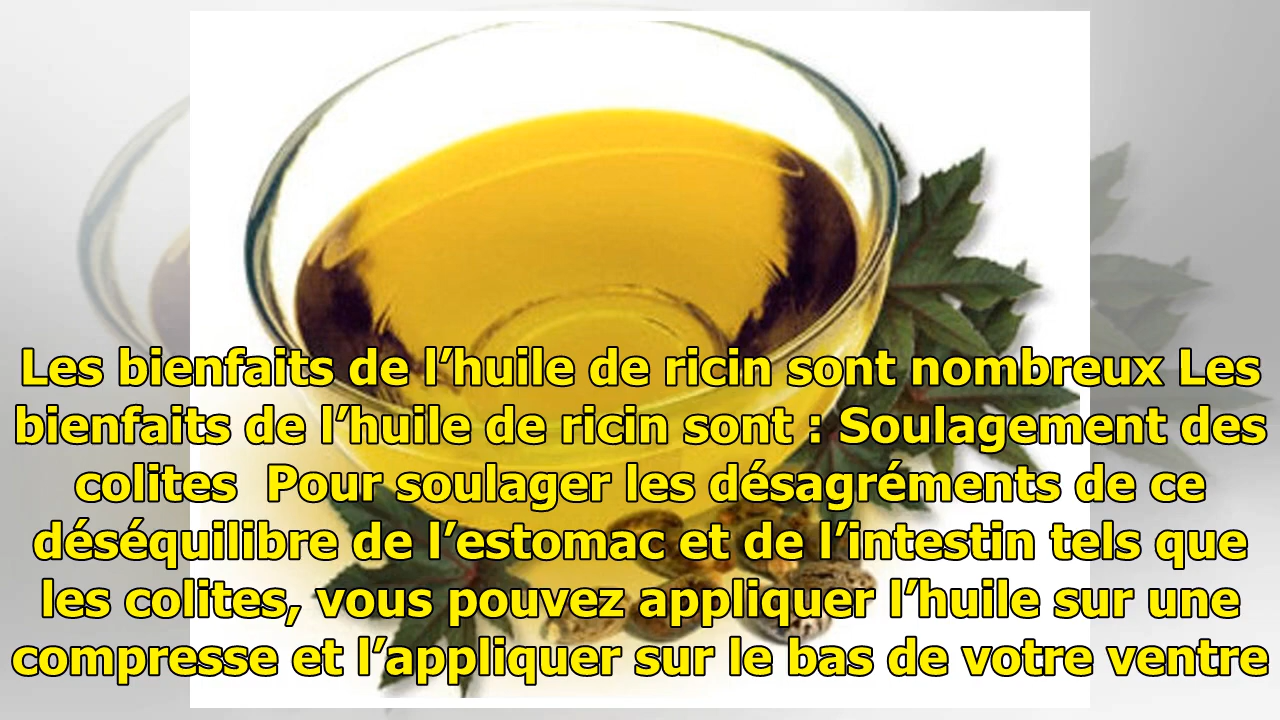 Les bienfaits de l’huile de ricin sont nombreux Les
bienfaits de l’huile de ricin sont : Soulagement des
colites  Pour soulager les désagréments de ce
déséquilibre de l’estomac et de l’intestin tels que
les colites, vous pouvez appliquer l’huile sur une
compresse et l’appliquer sur le bas de votre ventre